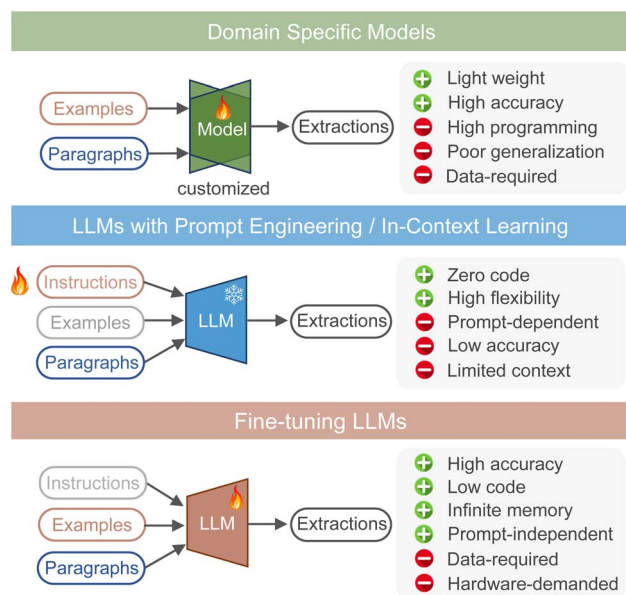 Domain Specific Models
Examples
Paragraphs
Model
customized
Extractions
Light weight
High accuracy
High programming
Poor generalization
Data-required
LLMs with Prompt Engineering / In-Context Learning
Instructions
Examples
Paragraphs
LLM
Extractions
Zero code
High flexibility
Prompt-dependent
Low accuracy
Limited context
Fine-tuning LLMs
Instructions
Examples
Paragraphs
LLM
Extractions
High accuracy
Low code
Infinite memory
Prompt-independent
Data-required
Hardware-demanded